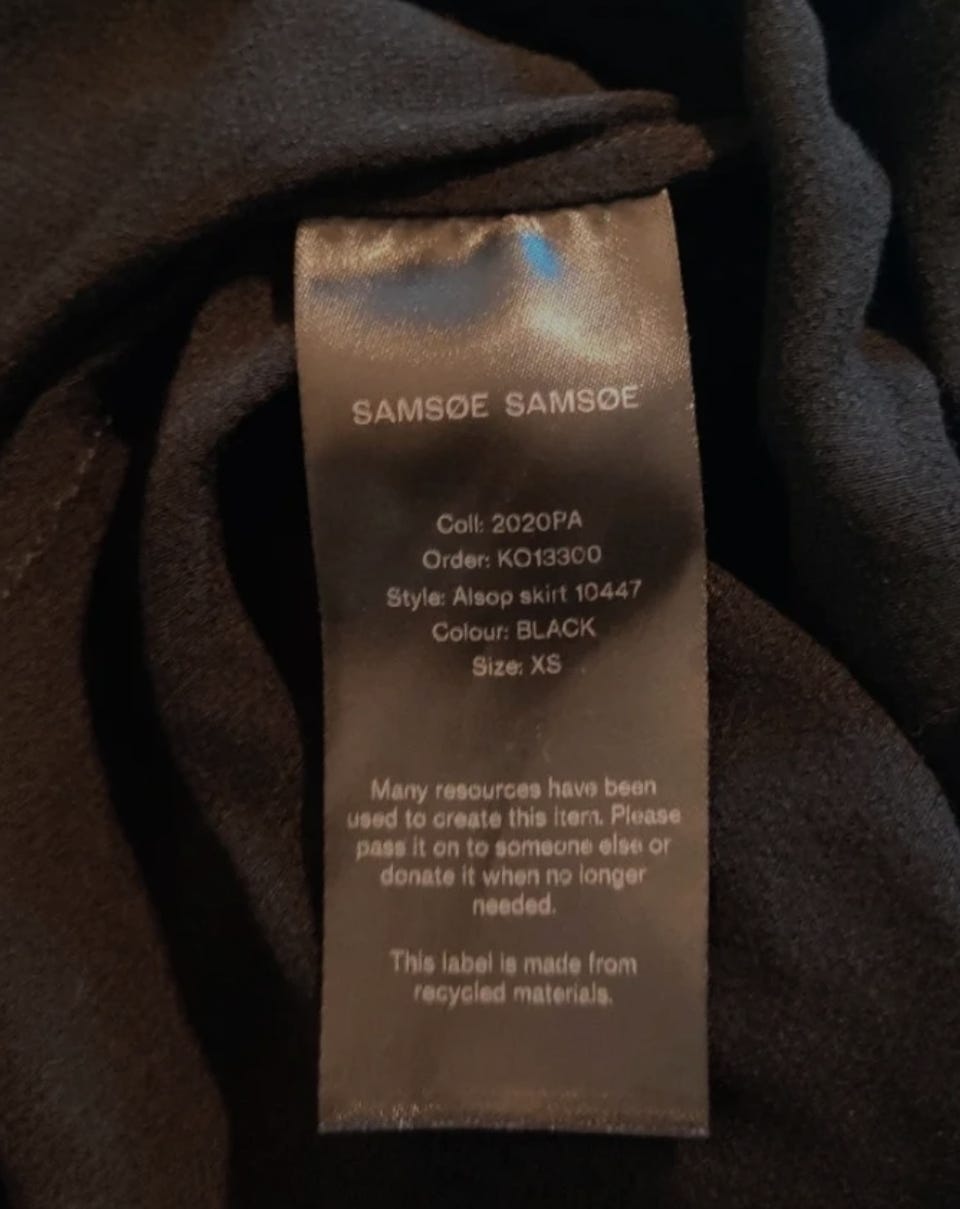 SAMSØE SAMSØE
Coll: 2020PA
Order: KO13300
Style: Alsop skirt 10447
Colour: BLACK
Size: XS
Many resources have been
used to create this item. Please
pass it on to someone else or
donate it when no longer
needed.
This label is made from
recycled materials.